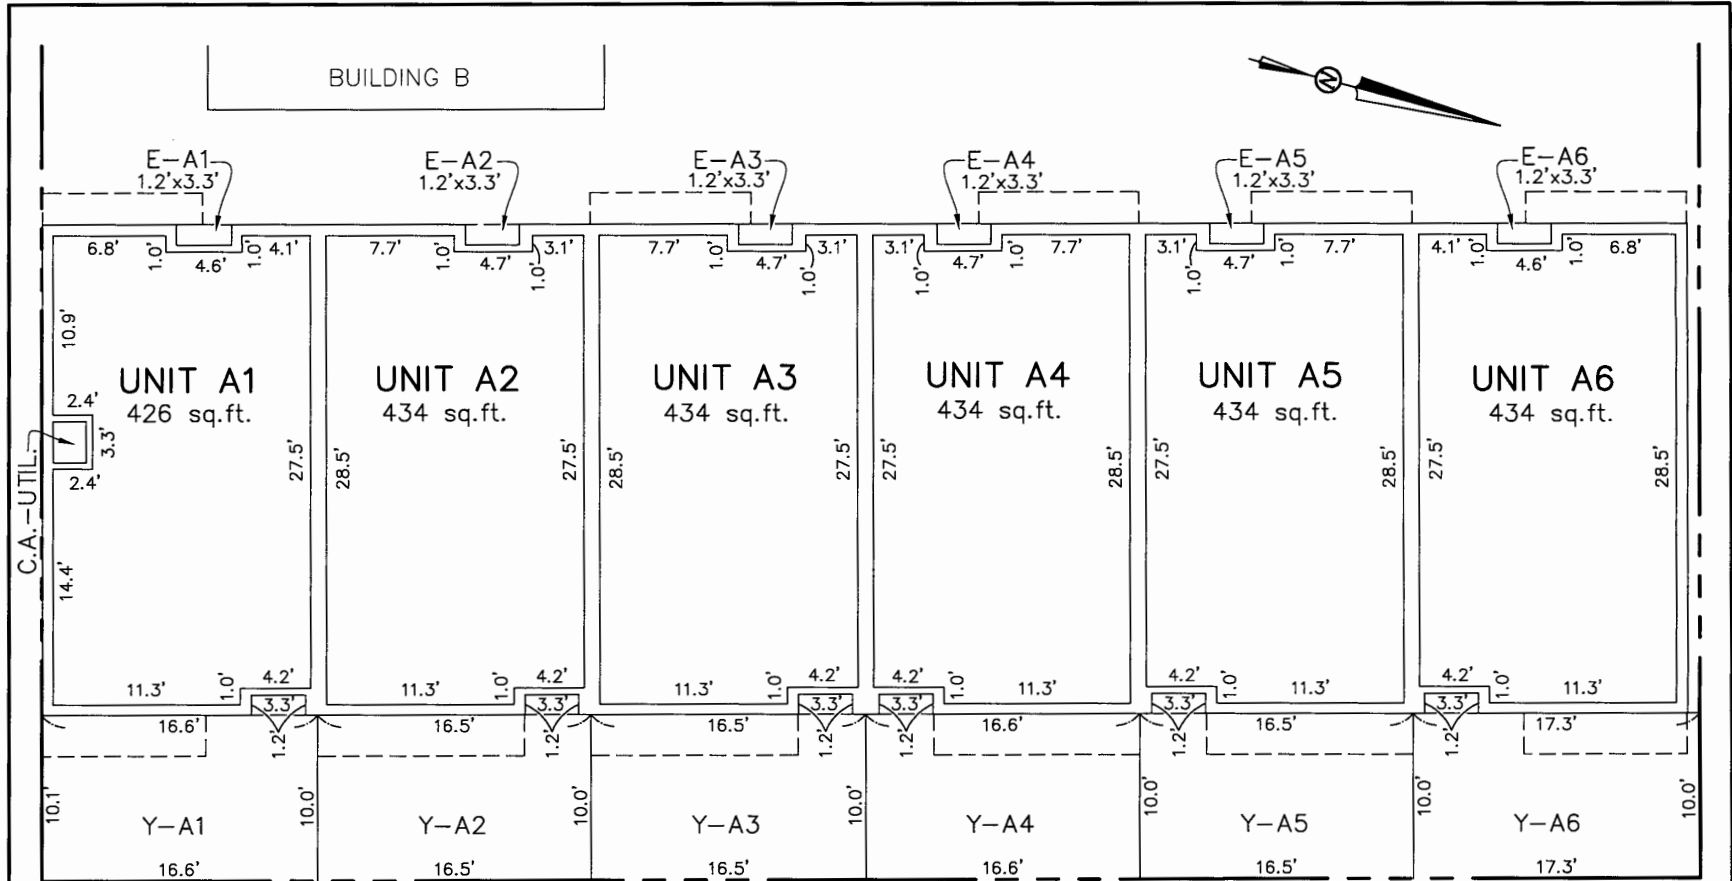 BUILDING B
N
E-A1
1.2'x3.3'
E-A2
1.2'x3.3'
E-A3
1.2'x3.3'
E-A4
1.2'x3.3'
E-A5
1.2'x3.3'
E-A6
1.2'x3.3'
6.8' 1.0' 4.6' 1.0' 4.1'
7.7' 1.0' 4.7' 1.0' 3.1'
7.7' 1.0' 4.7' 1.0' 3.1'
3.1' 1.0' 4.7' 1.0' 7.7'
3.1' 1.0' 4.7' 1.0' 7.7'
4.1' 1.0' 4.6' 1.0' 6.8'
10.9'
UNIT A1
426 sq.ft.
UNIT A2
434 sq.ft.
UNIT A3
434 sq.ft.
UNIT A4
434 sq.ft.
UNIT A5
434 sq.ft.
UNIT A6
434 sq.ft.
2.4'
3.3'
2.4'
C.A.-UTIL.
14.4'
27.5' 28.5' 27.5' 28.5' 27.5' 27.5' 28.5' 27.5' 28.5' 27.5' 28.5'
11.3' 1.0' 4.2'
11.3' 1.0' 4.2'
11.3' 1.0' 4.2'
4.2' 1.0' 11.3'
4.2' 1.0' 11.3'
4.2' 1.0' 11.3'
3.3' 3.3' 3.3' 3.3' 3.3' 3.3'
16.6' 1.2' 16.5' 1.2' 16.5' 1.2' 1.2' 16.6' 1.2' 16.5' 1.2' 17.3'
10.1' 10.0' 10.0' 10.0' 10.0' 10.0' 10.0'
Y-A1 Y-A2 Y-A3 Y-A4 Y-A5 Y-A6
16.6' 16.5' 16.5' 16.6' 16.5' 17.3'